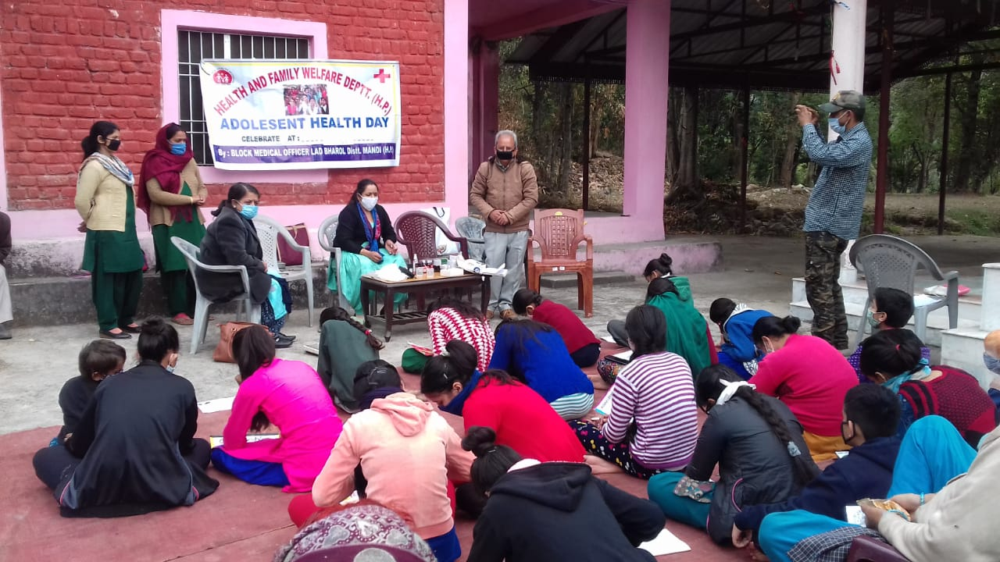 HEALTH AND FAMILY WELFARE DEPTT. (H.P.)
ADOLESENT HEALTH DAY
CELEBRATE AT :
By : BLOCK MEDICAL OFFICER LAD BHAROL Distt. MANDI (H.P)